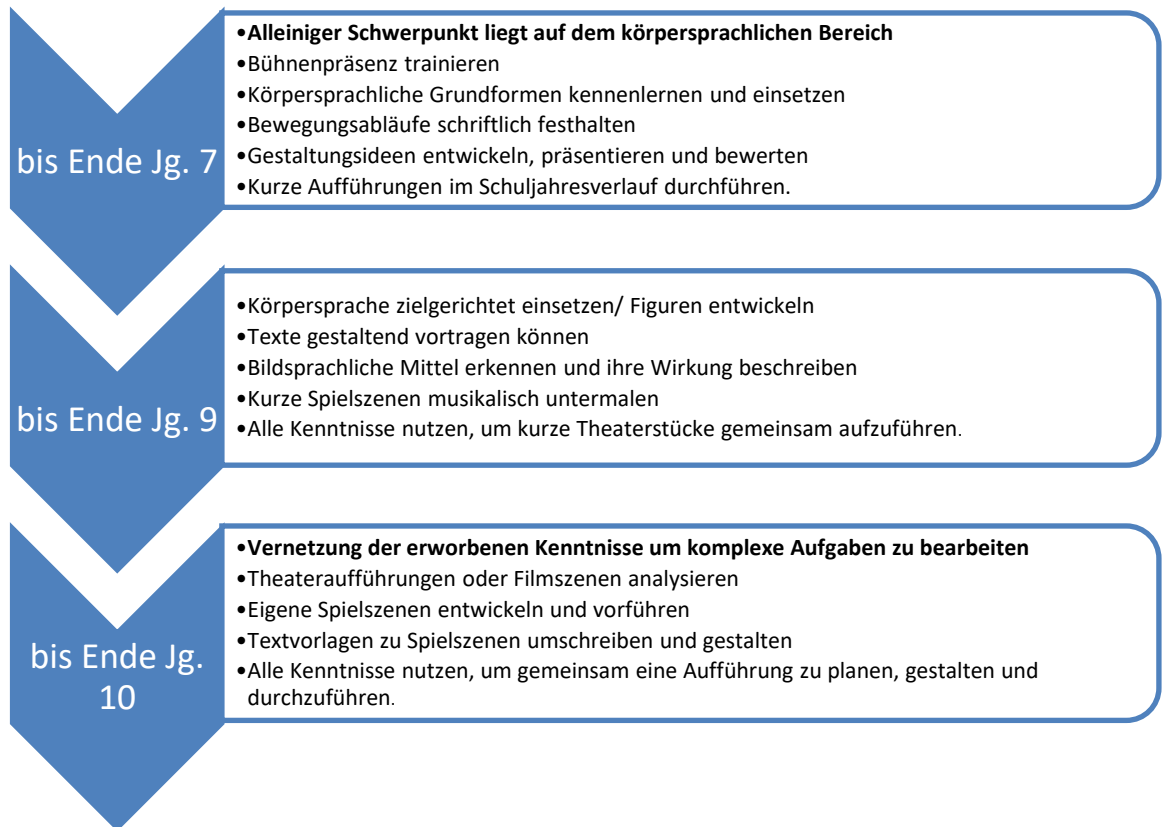 bis Ende Jg. 7
•Alleiniger Schwerpunkt liegt auf dem körpersprachlichen Bereich
•Bühnenpräsenz trainieren
•Körpersprachliche Grundformen kennenlernen und einsetzen
•Bewegungsabläufe schriftlich festhalten
•Gestaltungsideen entwickeln, präsentieren und bewerten
•Kurze Aufführungen im Schuljahresverlauf durchführen.
bis Ende Jg. 9
•Körpersprache zielgerichtet einsetzen/ Figuren entwickeln
•Texte gestaltend vortragen können
•Bildsprachliche Mittel erkennen und ihre Wirkung beschreiben
•Kurze Spielszenen musikalisch untermalen
•Alle Kenntnisse nutzen, um kurze Theaterstücke gemeinsam aufzuführen.
bis Ende Jg.
10
•Vernetzung der erworbenen Kenntnisse um komplexe Aufgaben zu bearbeiten
•Theateraufführungen oder Filmszenen analysieren
•Eigene Spielszenen entwickeln und vorführen
•Textvorlagen zu Spielszenen umschreiben und gestalten
•Alle Kenntnisse nutzen, um gemeinsam eine Aufführung zu planen, gestalten und
durchzuführen.